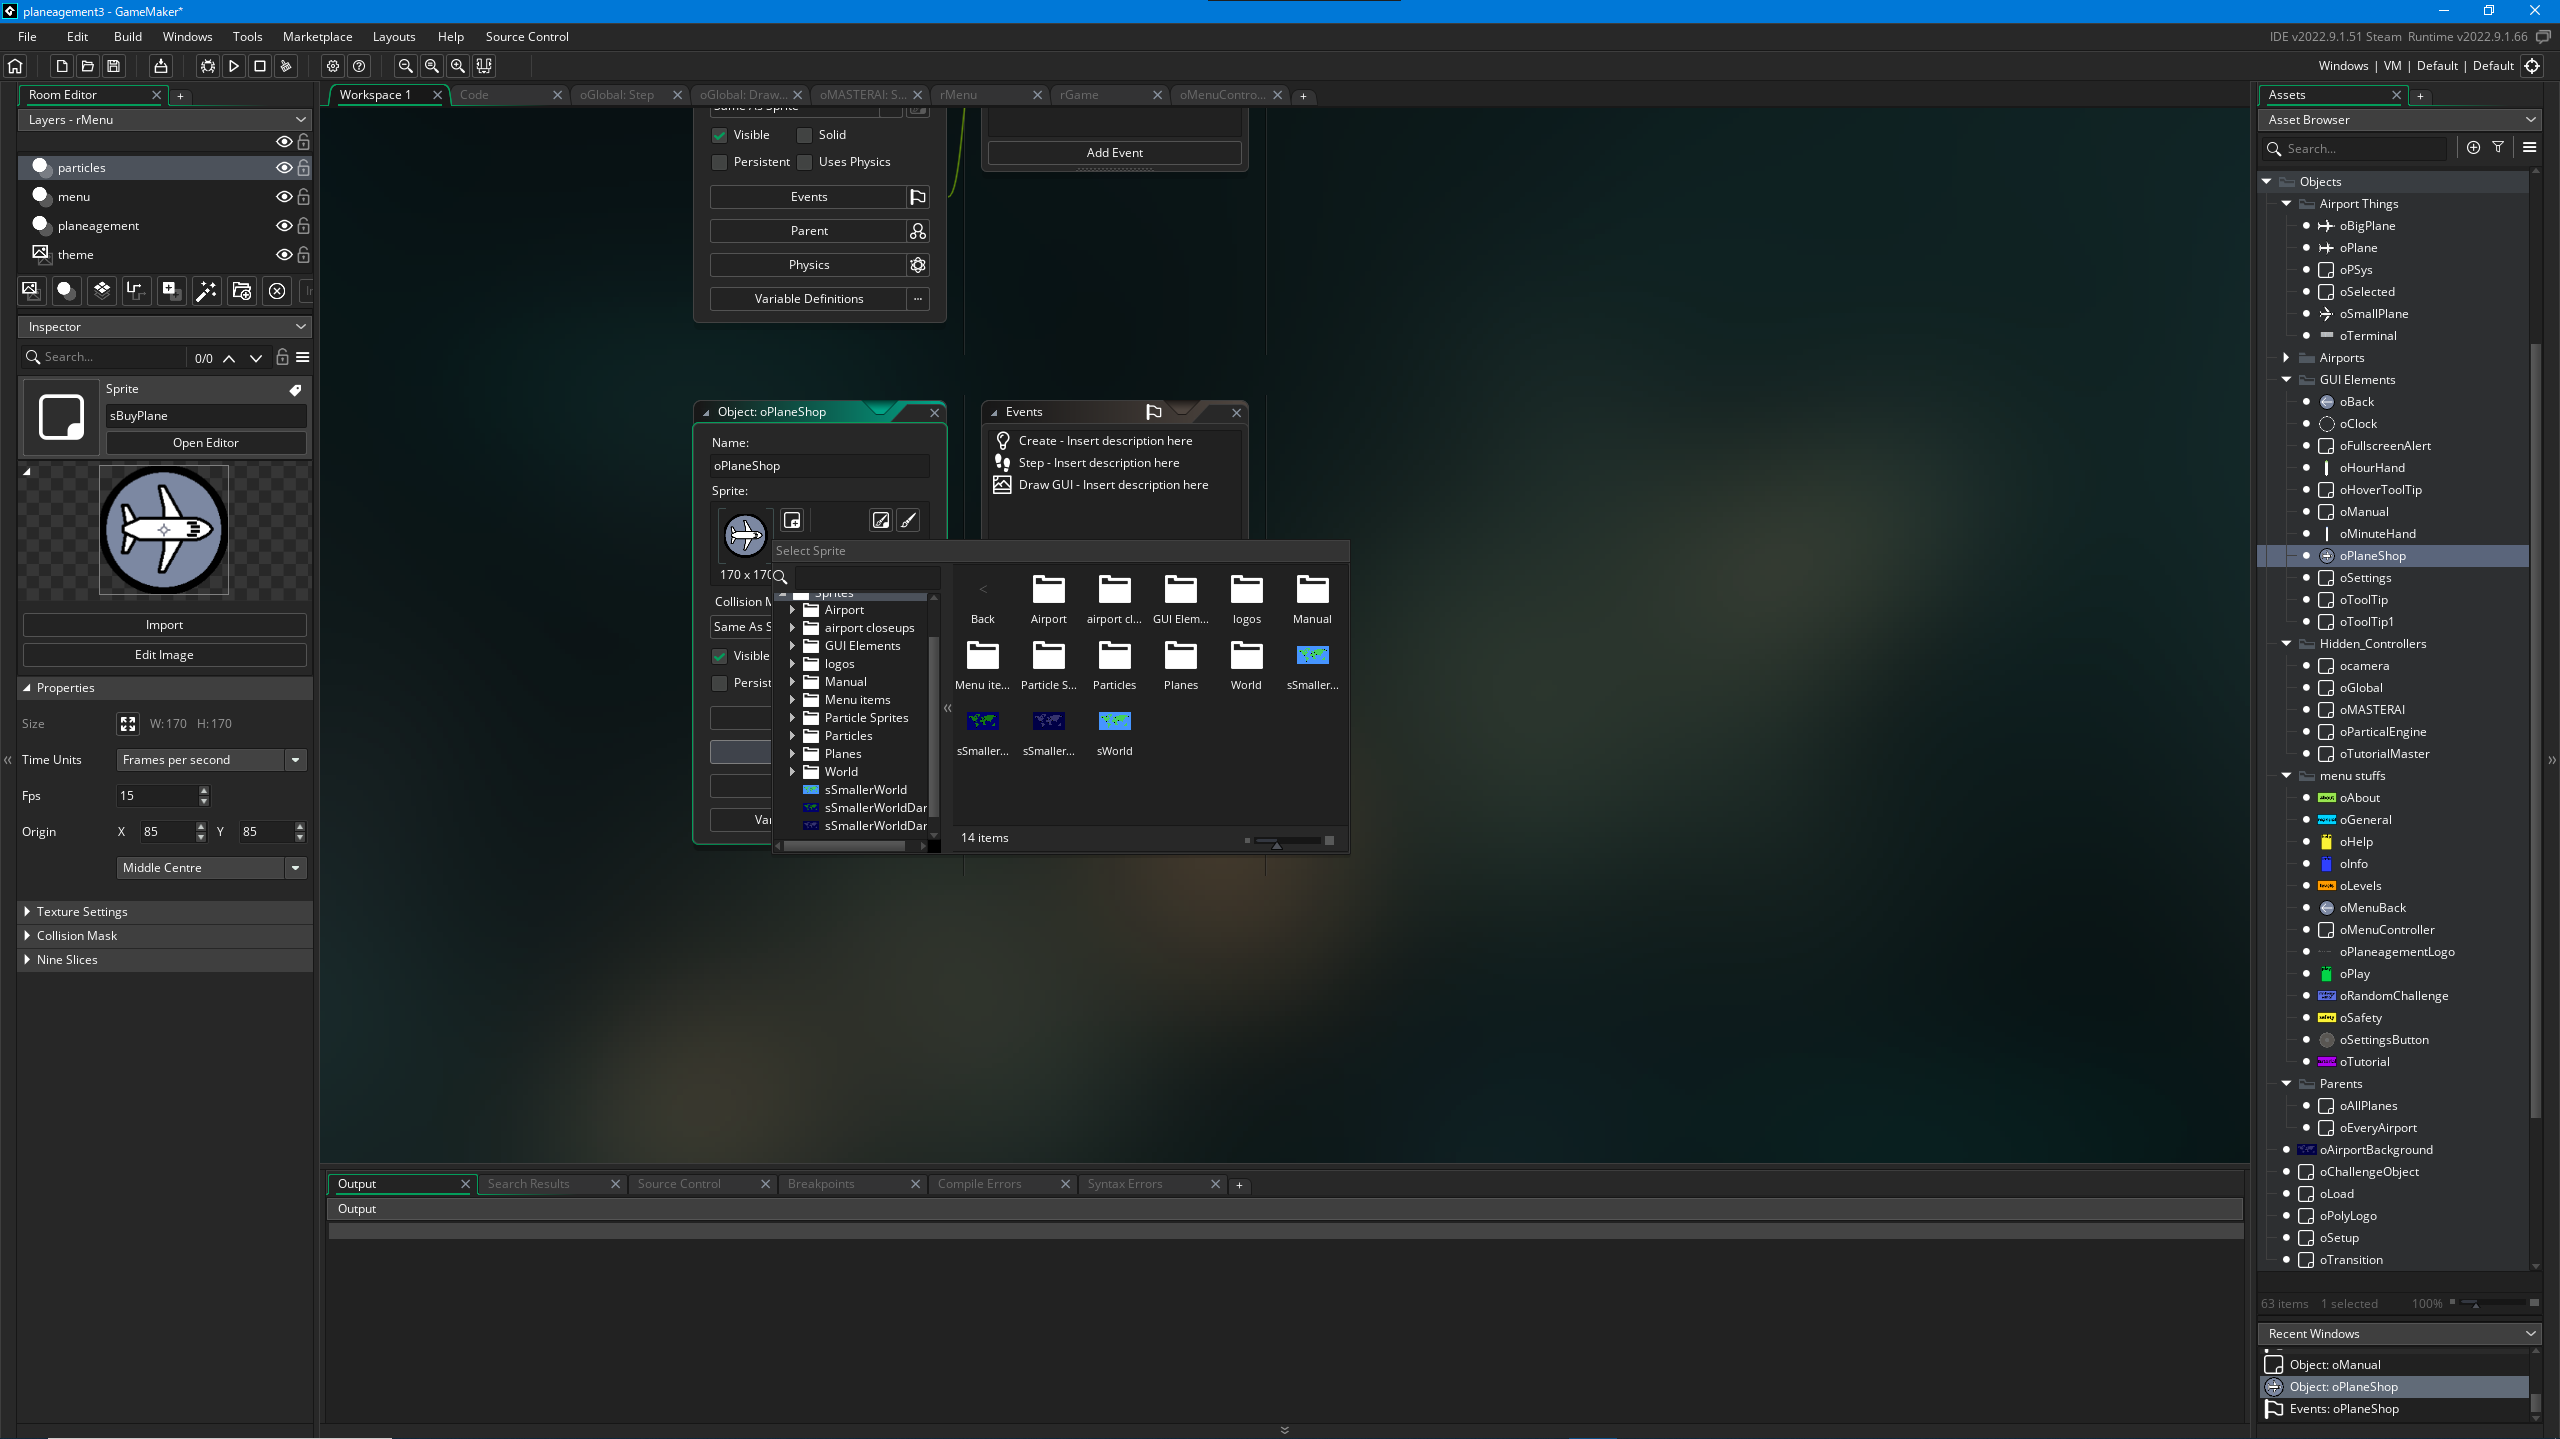 planeagement3 - GameMaker*
File Edit Build Windows Tools Marketplace Layouts Help Source Control
IDE v2022.9.1.51 Steam Runtime v2022.9.1.66
Windows | VM | Default | Default
Room Editor
Layers - rMenu
particles
menu
planeagement
theme
Inspector
Search... 0/0
Sprite
sBuyPlane
Open Editor
Import
Edit Image
Properties
Size W: 170 H: 170
Time Units Frames per second
Fps 15
Origin X 85 Y 85
Middle Centre
Texture Settings
Collision Mask
Nine Slices
Workspace 1 Code oGlobal: Step oGlobal: Draw... oMASTERAI: S... rMenu rGame oMenuContro...
Same As Sprite
Visible Solid
Persistent Uses Physics
Events
Parent
Physics
Variable Definitions
Add Event
Object: oPlaneShop
Name:
oPlaneShop
Sprite:
170 x 170
Collision M
Same As S
Visible
Persist
Var
Events
Create - Insert description here
Step - Insert description here
Draw GUI - Insert description here
Select Sprite
Sprites
Airport
airport closeups
GUI Elements
logos
Manual
Menu items
Particle Sprites
Particles
Planes
World
sSmallerWorld
sSmallerWorldDar
sSmallerWorldDar
< Back Airport airport cl... GUI Elem... logos Manual
Menu ite... Particle S... Particles Planes World sSmaller...
sSmaller... sSmaller... sWorld
14 items
Output Search Results Source Control Breakpoints Compile Errors Syntax Errors
Output
Assets
Asset Browser
Search...
Objects
Airport Things
oBigPlane
oPlane
oPSys
oSelected
oSmallPlane
oTerminal
Airports
GUI Elements
oBack
oClock
oFullscreenAlert
oHourHand
oHoverToolTip
oManual
oMinuteHand
oPlaneShop
oSettings
oToolTip
oToolTip1
Hidden_Controllers
ocamera
oGlobal
oMASTERAI
oParticalEngine
oTutorialMaster
menu stuffs
oAbout
oGeneral
oHelp
oInfo
oLevels
oMenuBack
oMenuController
oPlaneagementLogo
oPlay
oRandomChallenge
oSafety
oSettingsButton
oTutorial
Parents
oAllPlanes
oEveryAirport
oAirportBackground
oChallengeObject
oLoad
oPolyLogo
oSetup
oTransition
63 items 1 selected 100%
Recent Windows
Object: oManual
Object: oPlaneShop
Events: oPlaneShop